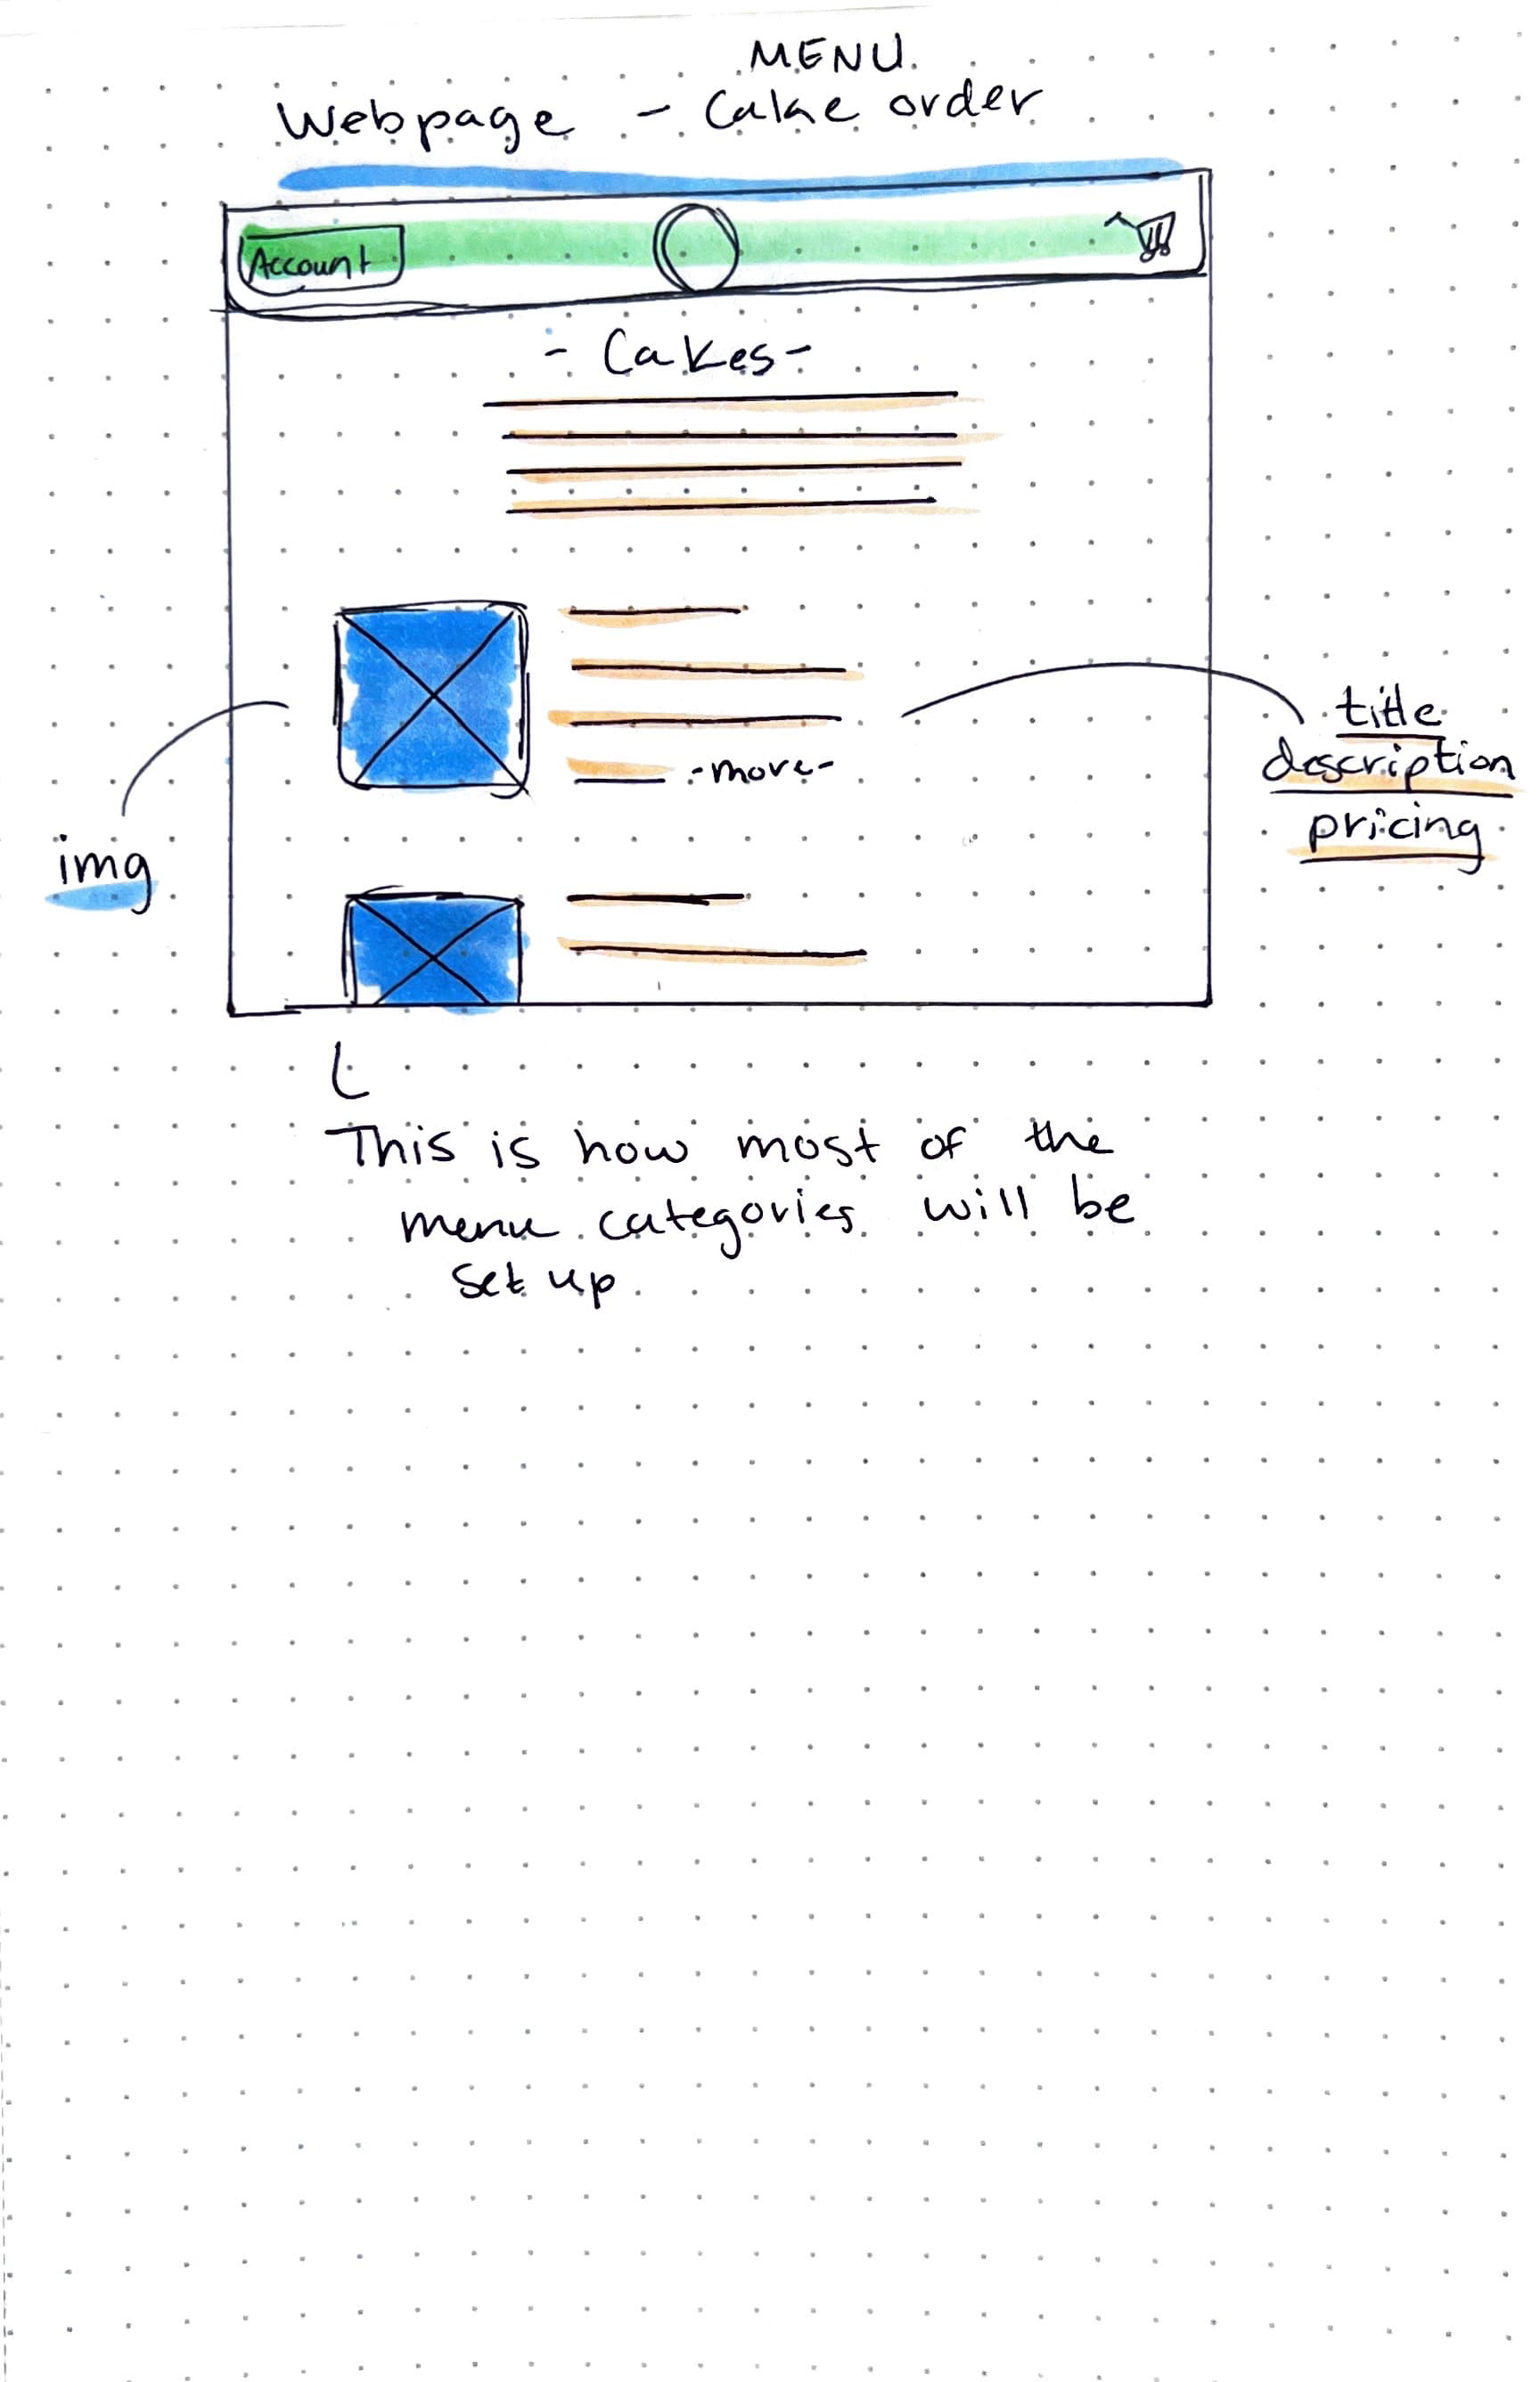 MENU
Webpage - Cake order
Account
- Cakes -
-more-
title
description
pricing
img
This is how most of the
menu categories will be
set up